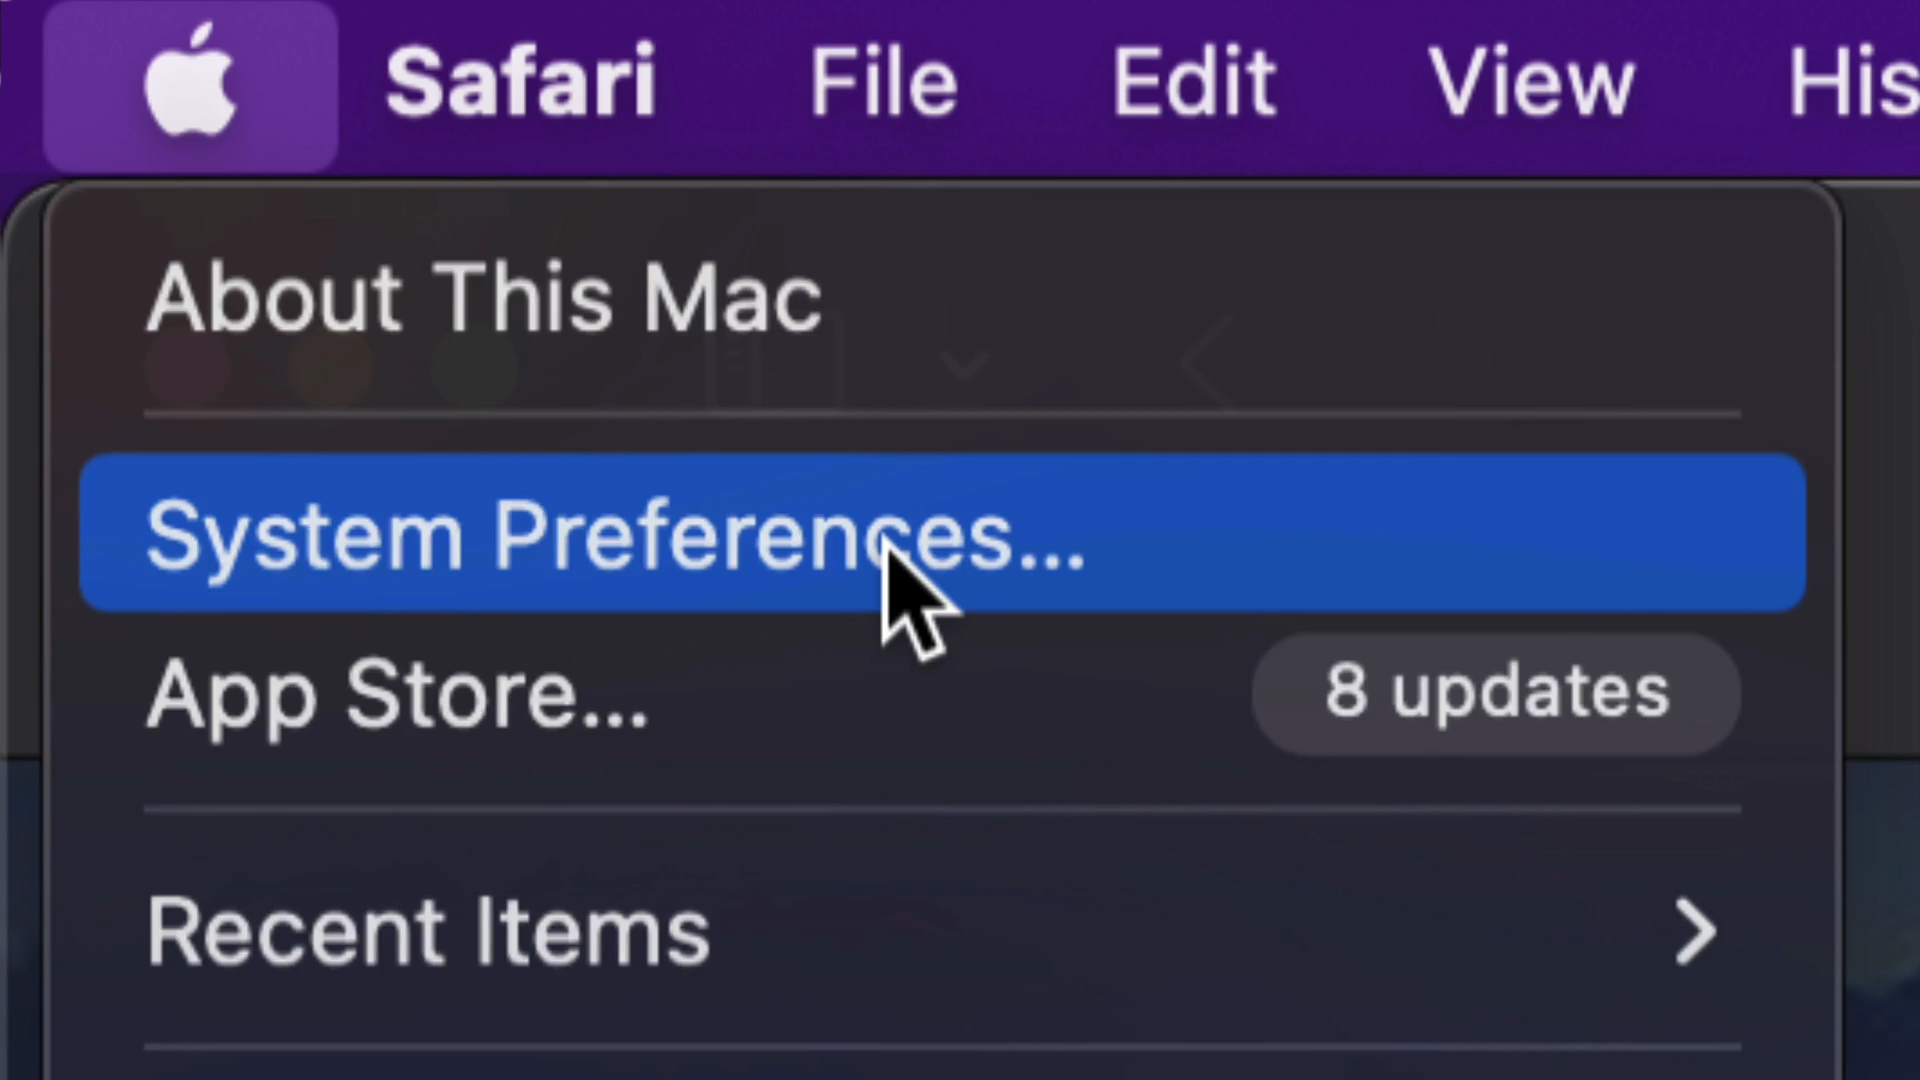 Safari File Edit View His
About This Mac
System Preferences...
App Store... 8 updates
Recent Items